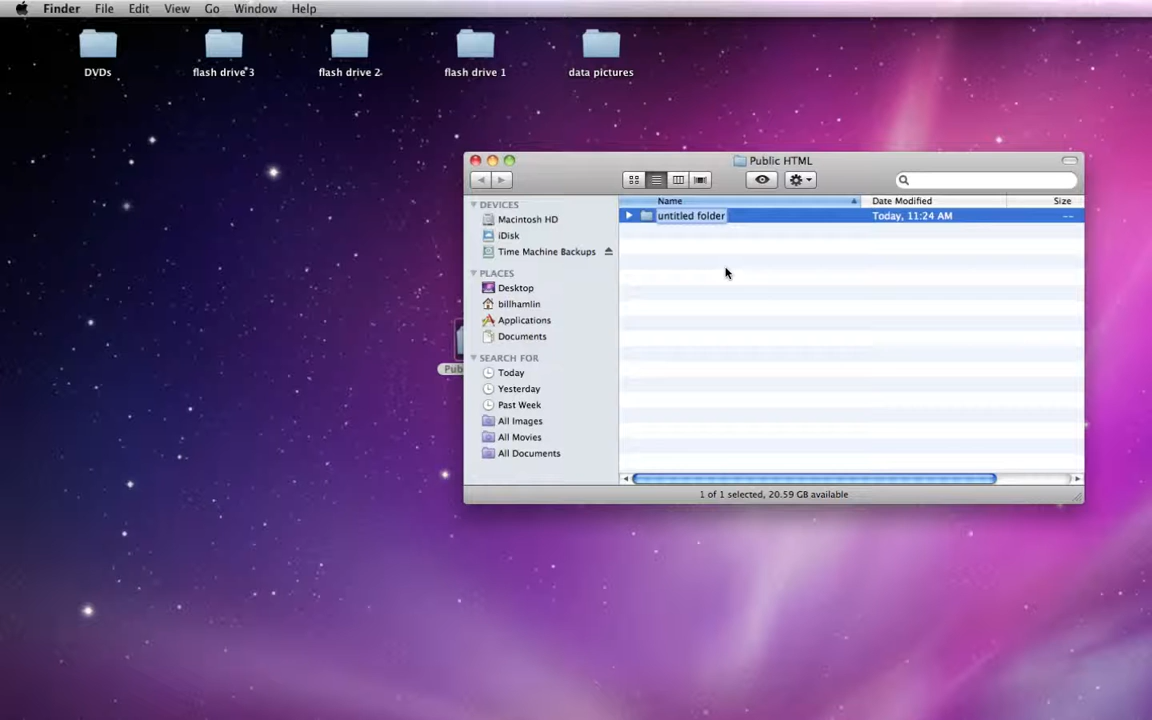 Finder File Edit View Go Window Help
DVDs flash drive 3 flash drive 2 flash drive 1 data pictures
Public HTML
Name Date Modified Size
untitled folder Today, 11:24 AM --
DEVICES
Macintosh HD
iDisk
Time Machine Backups
PLACES
Desktop
billhamlin
Applications
Documents
SEARCH FOR
Today
Yesterday
Past Week
All Images
All Movies
All Documents
Pub
1 of 1 selected, 20.59 GB available